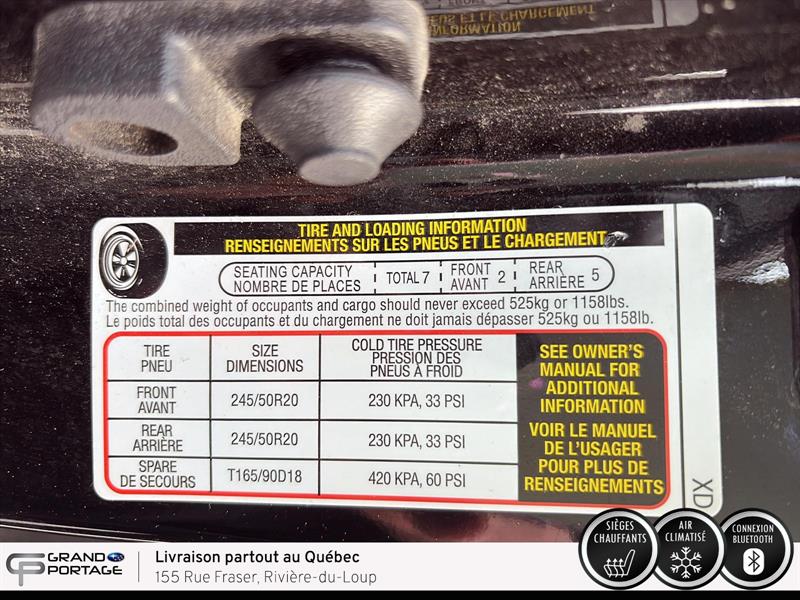 EUS ET LE CHARGEMENT
INFORMATION
TIRE AND LOADING INFORMATION
RENSEIGNEMENTS SUR LES PNEUS ET LE CHARGEMENT
SEATING CAPACITY
NOMBRE DE PLACES
TOTAL 7
FRONT
AVANT 2
REAR
ARRIÈRE 5
The combined weight of occupants and cargo should never exceed 525kg or 1158lbs.
Le poids total des occupants et du chargement ne doit jamais dépasser 525kg ou 1158lb.
TIRE
PNEU
SIZE
DIMENSIONS
COLD TIRE PRESSURE
PRESSION DES
PNEUS À FROID
FRONT
AVANT
245/50R20
230 KPA, 33 PSI
REAR
ARRIÈRE
245/50R20
230 KPA, 33 PSI
SPARE
DE SECOURS
T165/90D18
420 KPA, 60 PSI
SEE OWNER'S
MANUAL FOR
ADDITIONAL
INFORMATION
VOIR LE MANUEL
DE L'USAGER
POUR PLUS DE
RENSEIGNEMENTS
XD
SIÈGES
CHAUFFANTS
AIR
CLIMATISÉ
CONNEXION
BLUETOOTH
GP GRAND
PORTAGE
Livraison partout au Québec
155 Rue Fraser, Rivière-du-Loup